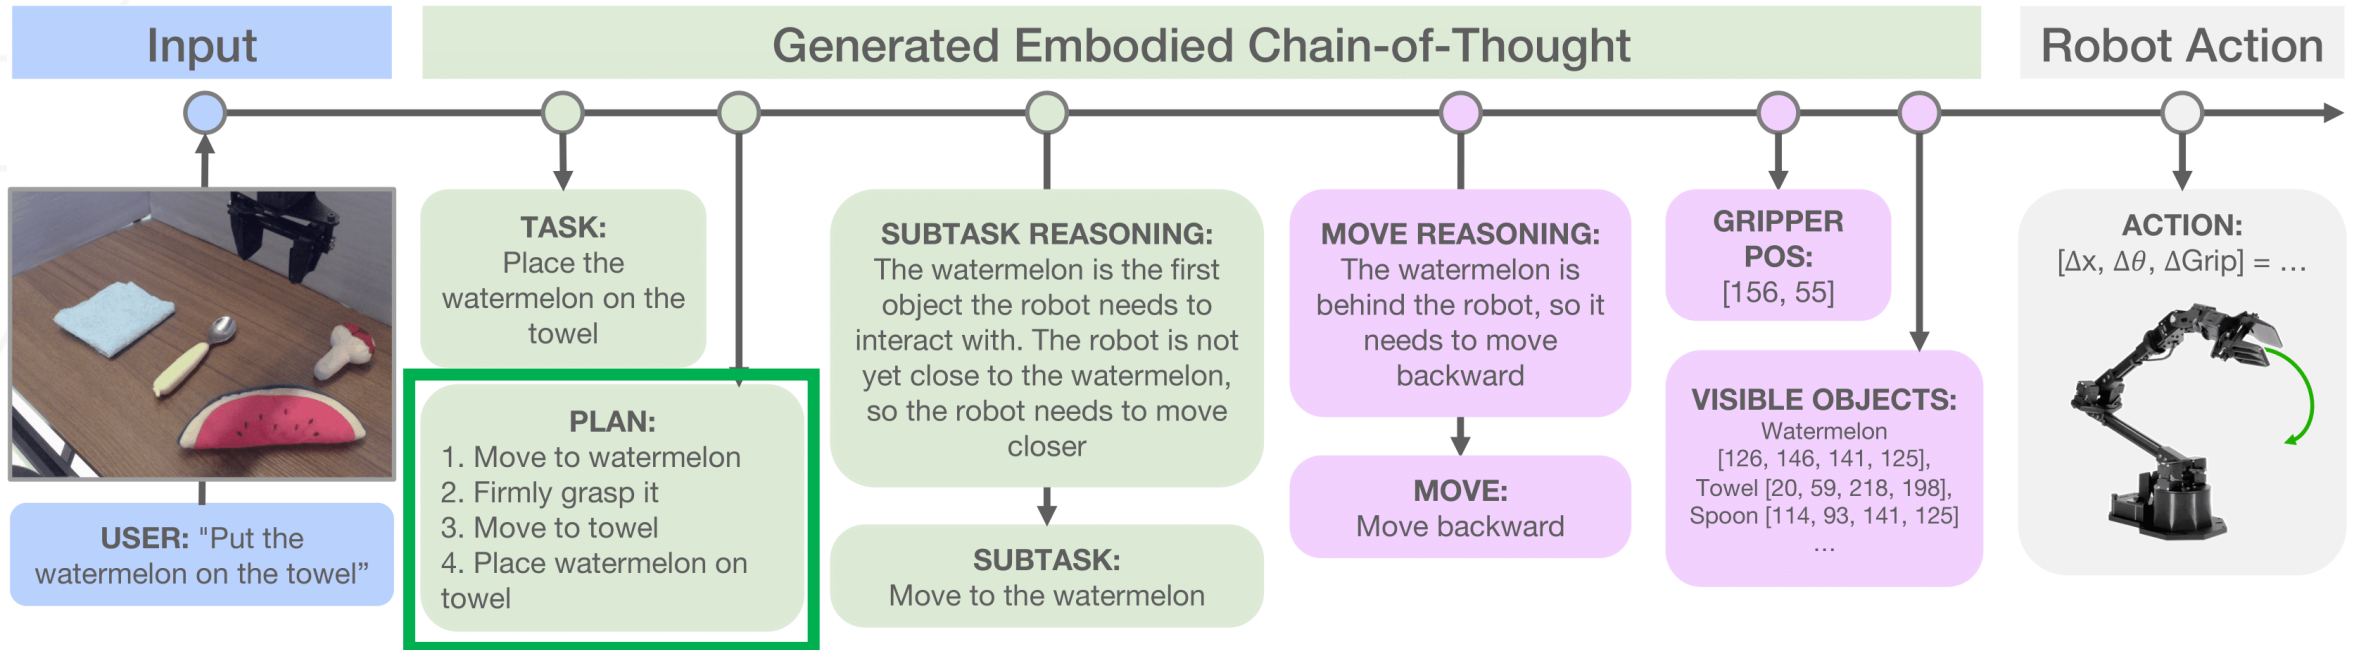 Input
Generated Embodied Chain-of-Thought
Robot Action
USER: "Put the
watermelon on the towel”
TASK:
Place the
watermelon on the
towel
PLAN:
1. Move to watermelon
2. Firmly grasp it
3. Move to towel
4. Place watermelon on
towel
SUBTASK REASONING:
The watermelon is the first
object the robot needs to
interact with. The robot is not
yet close to the watermelon,
so the robot needs to move
closer
SUBTASK:
Move to the watermelon
MOVE REASONING:
The watermelon is
behind the robot, so it
needs to move
backward
MOVE:
Move backward
GRIPPER
POS:
[156, 55]
VISIBLE OBJECTS:
Watermelon
[126, 146, 141, 125],
Towel [20, 59, 218, 198],
Spoon [114, 93, 141, 125]
...
ACTION:
[Δx, Δθ, ΔGrip] = ...